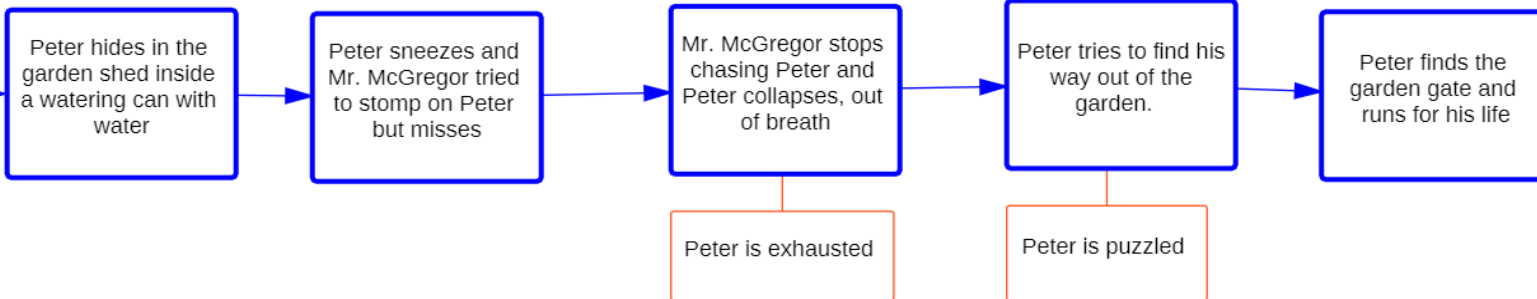 Peter hides in the
garden shed inside
a watering can with
water
Peter sneezes and
Mr. McGregor tried
to stomp on Peter
but misses
Mr. McGregor stops
chasing Peter and
Peter collapses, out
of breath
Peter tries to find his
way out of the
garden.
Peter finds the
garden gate and
runs for his life
Peter is exhausted
Peter is puzzled